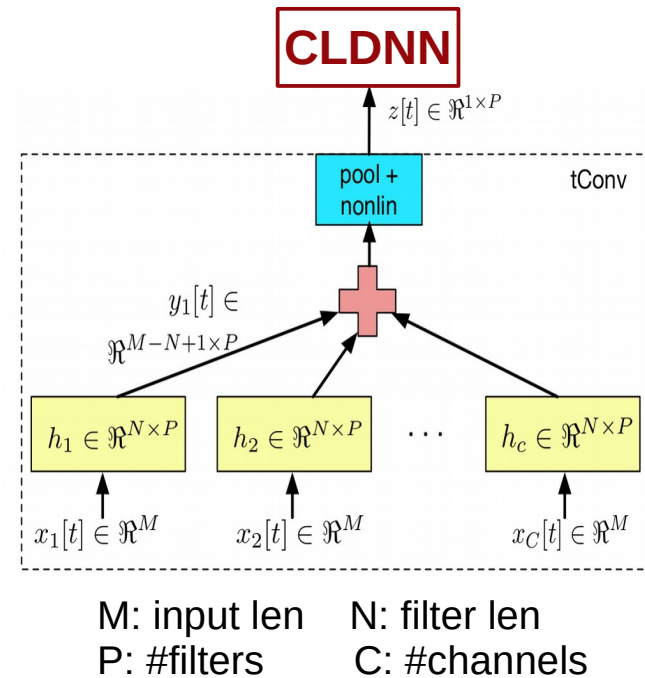 CLDNN
z[t] ∈ ℜ^{1×P}
pool +
nonlin
tConv
y_1[t] ∈
ℜ^{M−N+1×P}
h_1 ∈ ℜ^{N×P} h_2 ∈ ℜ^{N×P} ... h_c ∈ ℜ^{N×P}
x_1[t] ∈ ℜ^M x_2[t] ∈ ℜ^M x_C[t] ∈ ℜ^M
M: input len N: filter len
P: #filters C: #channels